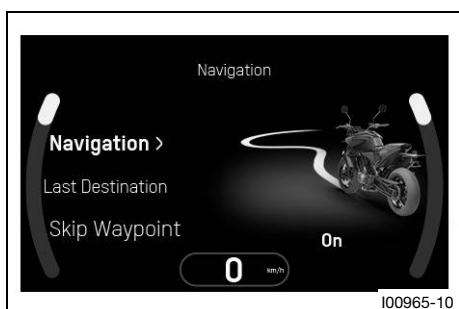 Navigation
Navigation >
Last Destination
Skip Waypoint
On
0 km/h
I00965-10